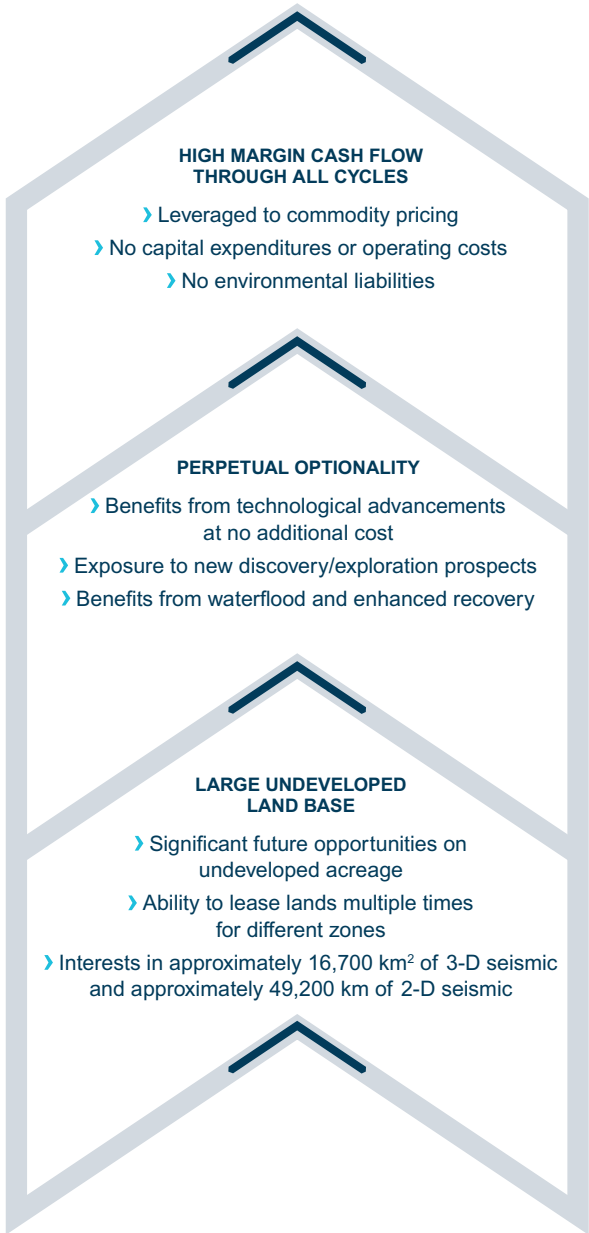 HIGH MARGIN CASH FLOW
THROUGH ALL CYCLES
› Leveraged to commodity pricing
› No capital expenditures or operating costs
› No environmental liabilities
PERPETUAL OPTIONALITY
› Benefits from technological advancements
at no additional cost
› Exposure to new discovery/exploration prospects
› Benefits from waterflood and enhanced recovery
LARGE UNDEVELOPED
LAND BASE
› Significant future opportunities on
undeveloped acreage
› Ability to lease lands multiple times
for different zones
› Interests in approximately 16,700 km² of 3-D seismic
and approximately 49,200 km of 2-D seismic